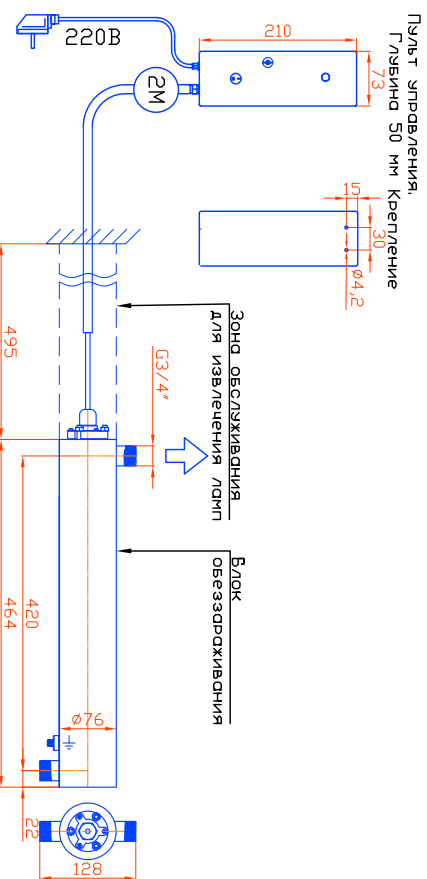 Пульт управления.
Глубина 50 мм Крепление
220В
2М
210
73
15
30
ø4,2
Зона обслуживания
для извлечения ламп
G3/4"
495
Блок
обеззараживания
420
464
ø76
22
128